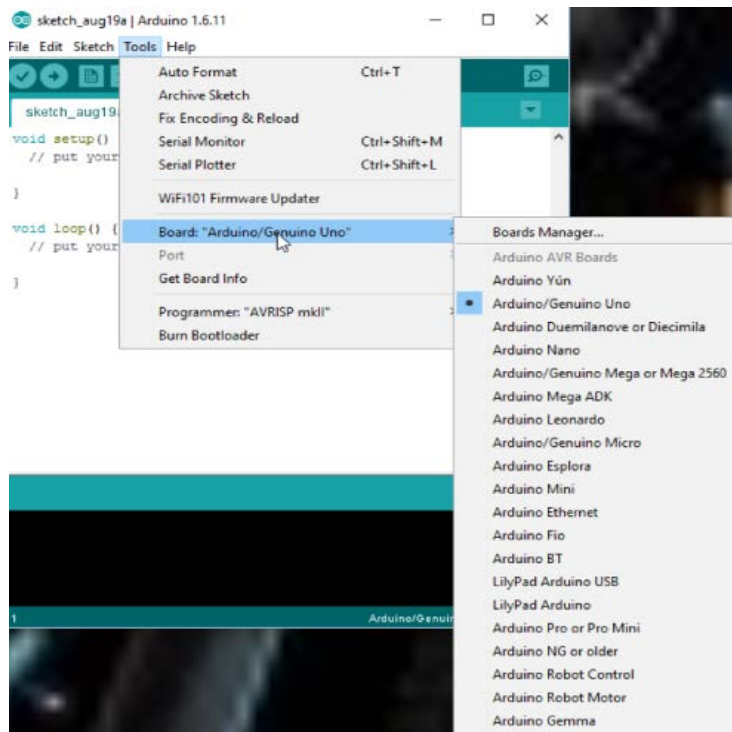 sketch_aug19a | Arduino 1.6.11
File Edit Sketch Tools Help
sketch_aug19
void setup()
// put your
}
void loop() {
// put your
}
Auto Format Ctrl+T
Archive Sketch
Fix Encoding & Reload
Serial Monitor Ctrl+Shift+M
Serial Plotter Ctrl+Shift+L
WiFi101 Firmware Updater
Board: "Arduino/Genuino Uno"
Port
Get Board Info
Programmer: "AVRISP mkII"
Burn Bootloader
Boards Manager...
Arduino AVR Boards
Arduino Yún
Arduino/Genuino Uno
Arduino Duemilanove or Diecimila
Arduino Nano
Arduino/Genuino Mega or Mega 2560
Arduino Mega ADK
Arduino Leonardo
Arduino/Genuino Micro
Arduino Esplora
Arduino Mini
Arduino Ethernet
Arduino Fio
Arduino BT
LilyPad Arduino USB
LilyPad Arduino
Arduino Pro or Pro Mini
Arduino NG or older
Arduino Robot Control
Arduino Robot Motor
Arduino Gemma
1 Arduino/Genuin